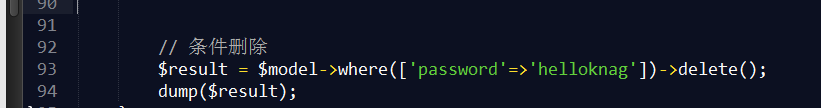 90
91
92 // 条件删除
93 $result = $model->where(['password'=>'helloknag'])->delete();
94 dump($result);